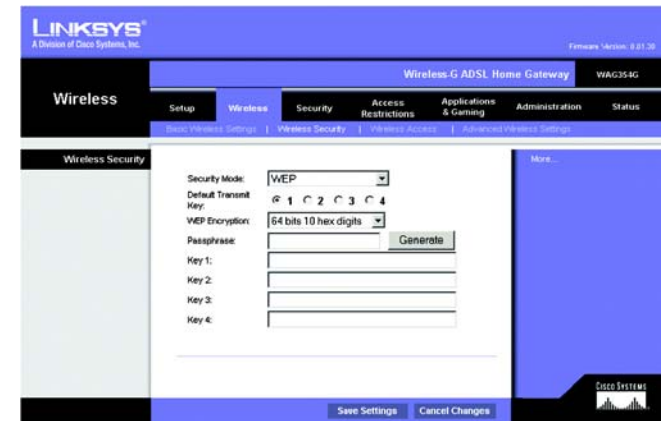 LINKSYS®
A Division of Cisco Systems, Inc.
Firmware Version: 0.01.20
Wireless-G ADSL Home Gateway WAG354G
Wireless
Setup Wireless Security Access Restrictions Applications & Gaming Administration Status
Basic Wireless Settings | Wireless Security | Wireless Access | Advanced Wireless Settings
Wireless Security
More...
Security Mode: WEP
Default Transmit Key: 1 2 3 4
WEP Encryption: 64 bits 10 hex digits
Passphrase: Generate
Key 1:
Key 2:
Key 3:
Key 4:
Save Settings Cancel Changes
CISCO SYSTEMS